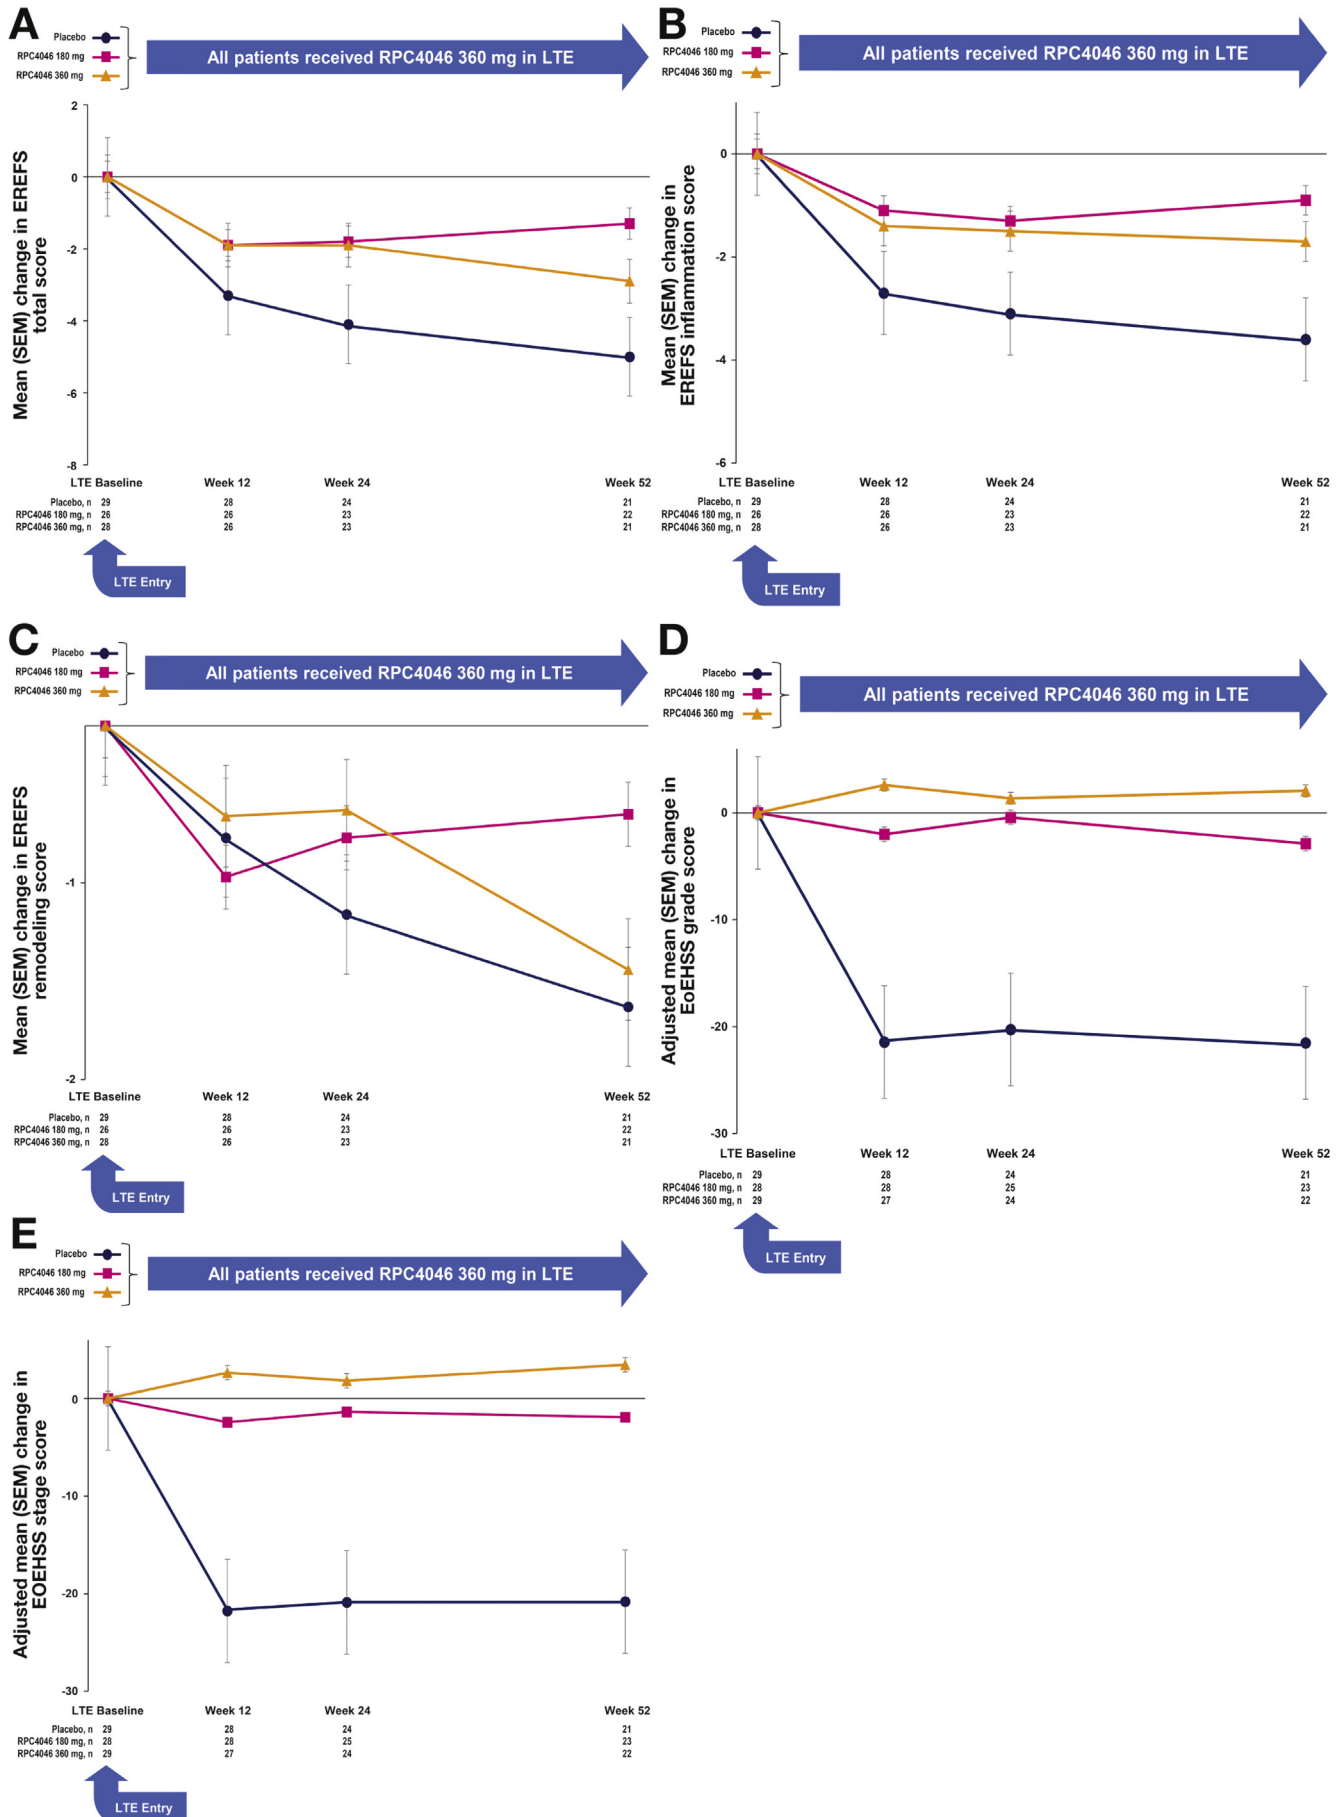 A
Placebo
RPC4046 180 mg
RPC4046 360 mg
All patients received RPC4046 360 mg in LTE
Mean (SEM) change in EREFS
total score
2
0
-2
-4
-6
-8
LTE Baseline Week 12 Week 24 Week 52
Placebo, n 29 28 24 21
RPC4046 180 mg, n 26 26 23 22
RPC4046 360 mg, n 28 26 23 21
LTE Entry
B
Placebo
RPC4046 180 mg
RPC4046 360 mg
All patients received RPC4046 360 mg in LTE
Mean (SEM) change in
EREFS inflammation score
0
-2
-4
-6
LTE Baseline Week 12 Week 24 Week 52
Placebo, n 29 28 24 21
RPC4046 180 mg, n 26 26 23 22
RPC4046 360 mg, n 28 26 23 21
LTE Entry
C
Placebo
RPC4046 180 mg
RPC4046 360 mg
All patients received RPC4046 360 mg in LTE
Mean (SEM) change in EREFS
remodeling score
-1
-2
LTE Baseline Week 12 Week 24 Week 52
Placebo, n 29 28 24 21
RPC4046 180 mg, n 26 26 23 22
RPC4046 360 mg, n 28 26 23 21
LTE Entry
D
Placebo
RPC4046 180 mg
RPC4046 360 mg
All patients received RPC4046 360 mg in LTE
Adjusted mean (SEM) change in
EoEHSS grade score
0
-10
-20
-30
LTE Baseline Week 12 Week 24 Week 52
Placebo, n 29 28 24 21
RPC4046 180 mg, n 28 28 25 23
RPC4046 360 mg, n 29 27 24 22
LTE Entry
E
Placebo
RPC4046 180 mg
RPC4046 360 mg
All patients received RPC4046 360 mg in LTE
Adjusted mean (SEM) change in
EOEHSS stage score
0
-10
-20
-30
LTE Baseline Week 12 Week 24 Week 52
Placebo, n 29 28 24 21
RPC4046 180 mg, n 28 28 25 23
RPC4046 360 mg, n 29 27 24 22
LTE Entry